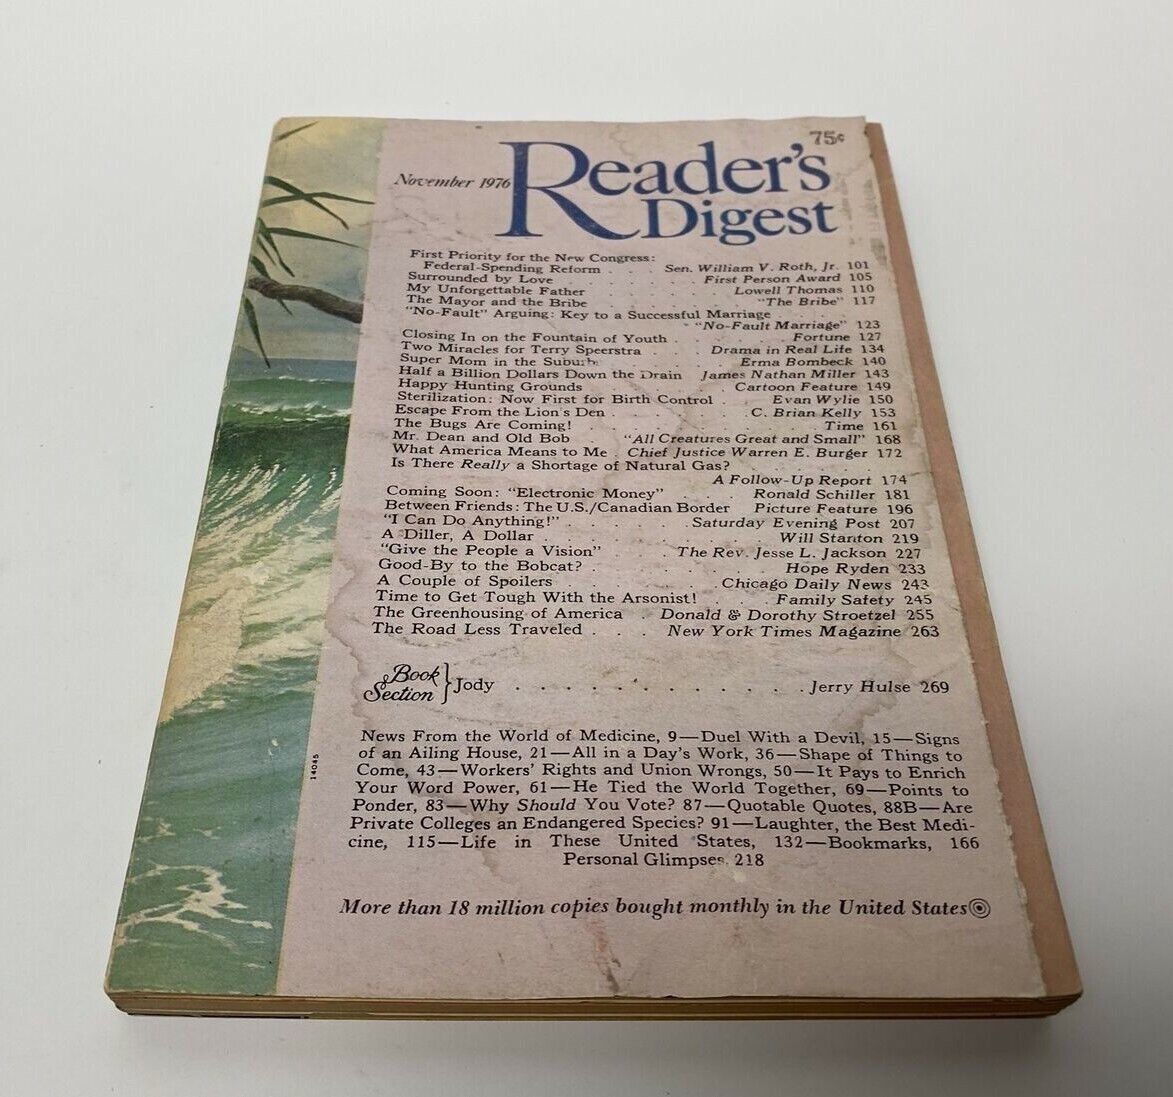 75¢
November 1976
Reader's
Digest
First Priority for the New Congress:
Federal-Spending Reform . . . Sen. William V. Roth, Jr. 101
Surrounded by Love . . . . . . First Person Award 105
My Unforgettable Father . . . . . . Lowell Thomas 110
The Mayor and the Bribe . . . . . . . "The Bribe" 117
"No-Fault" Arguing: Key to a Successful Marriage . . . .
"No-Fault Marriage" 123
Closing In on the Fountain of Youth . . . . . . Fortune 127
Two Miracles for Terry Speerstra . . . Drama in Real Life 134
Super Mom in the Suburbs . . . . . . Erma Bombeck 140
Half a Billion Dollars Down the Drain James Nathan Miller 143
Happy Hunting Grounds . . . . . . Cartoon Feature 149
Sterilization: Now First for Birth Control . . Evan Wylie 150
Escape From the Lion's Den . . . . . . C. Brian Kelly 153
The Bugs Are Coming! . . . . . . . . . . Time 161
Mr. Dean and Old Bob . "All Creatures Great and Small" 168
What America Means to Me . Chief Justice Warren E. Burger 172
Is There Really a Shortage of Natural Gas? . . . . . .
A Follow-Up Report 174
Coming Soon: "Electronic Money" . . . Ronald Schiller 181
Between Friends: The U.S./Canadian Border Picture Feature 196
"I Can Do Anything!" . . . . . . Saturday Evening Post 207
A Diller, A Dollar . . . . . . . . . . Will Stanton 219
"Give the People a Vision" . . . The Rev. Jesse L. Jackson 227
Good-By to the Bobcat? . . . . . . . . Hope Ryden 233
A Couple of Spoilers . . . . . . Chicago Daily News 243
Time to Get Tough With the Arsonist! . . . Family Safety 245
The Greenhousing of America . Donald & Dorothy Stroetzel 255
The Road Less Traveled . . . New York Times Magazine 263
Book
Section } Jody . . . . . . . . . . . . . Jerry Hulse 269
News From the World of Medicine, 9—Duel With a Devil, 15—Signs
of an Ailing House, 21—All in a Day's Work, 36—Shape of Things to
Come, 43—Workers' Rights and Union Wrongs, 50—It Pays to Enrich
Your Word Power, 61—He Tied the World Together, 69—Points to
Ponder, 83—Why Should You Vote? 87—Quotable Quotes, 88B—Are
Private Colleges an Endangered Species? 91—Laughter, the Best Medi-
cine, 115—Life in These United States, 132—Bookmarks, 166
Personal Glimpses, 218
More than 18 million copies bought monthly in the United States
14045